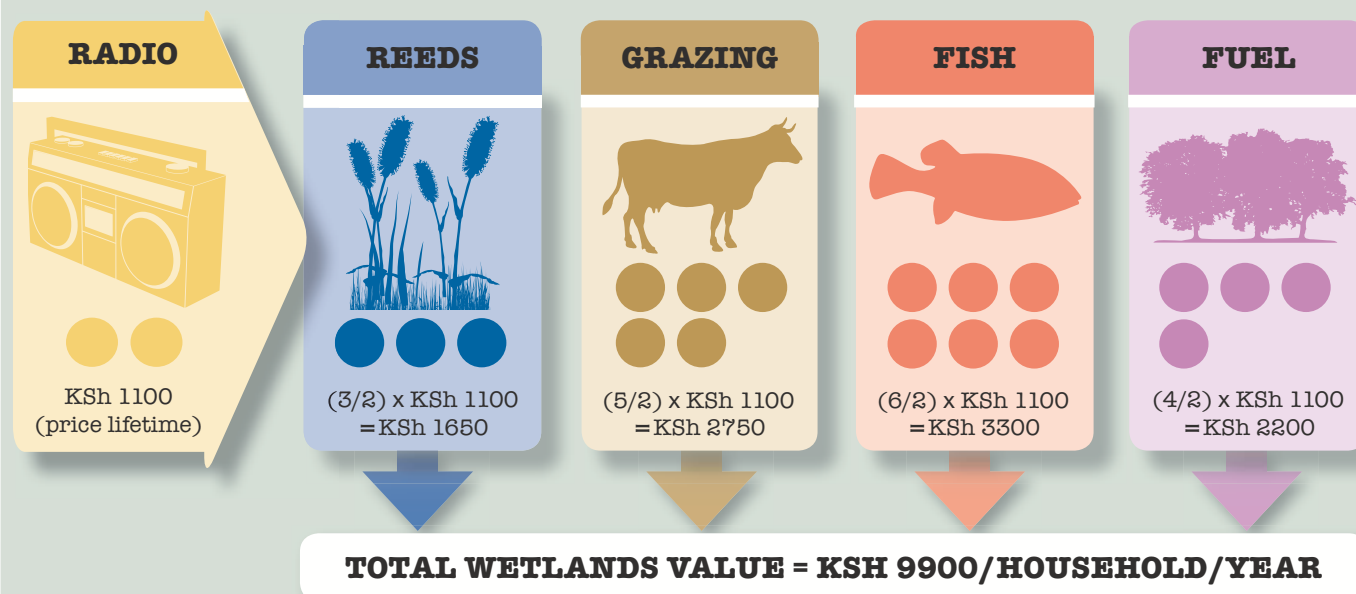 RADIO
KSh 1100
(price lifetime)
REEDS
(3/2) x KSh 1100
=KSh 1650
GRAZING
(5/2) x KSh 1100
=KSh 2750
FISH
(6/2) x KSh 1100
=KSh 3300
FUEL
(4/2) x KSh 1100
=KSh 2200
TOTAL WETLANDS VALUE = KSH 9900/HOUSEHOLD/YEAR